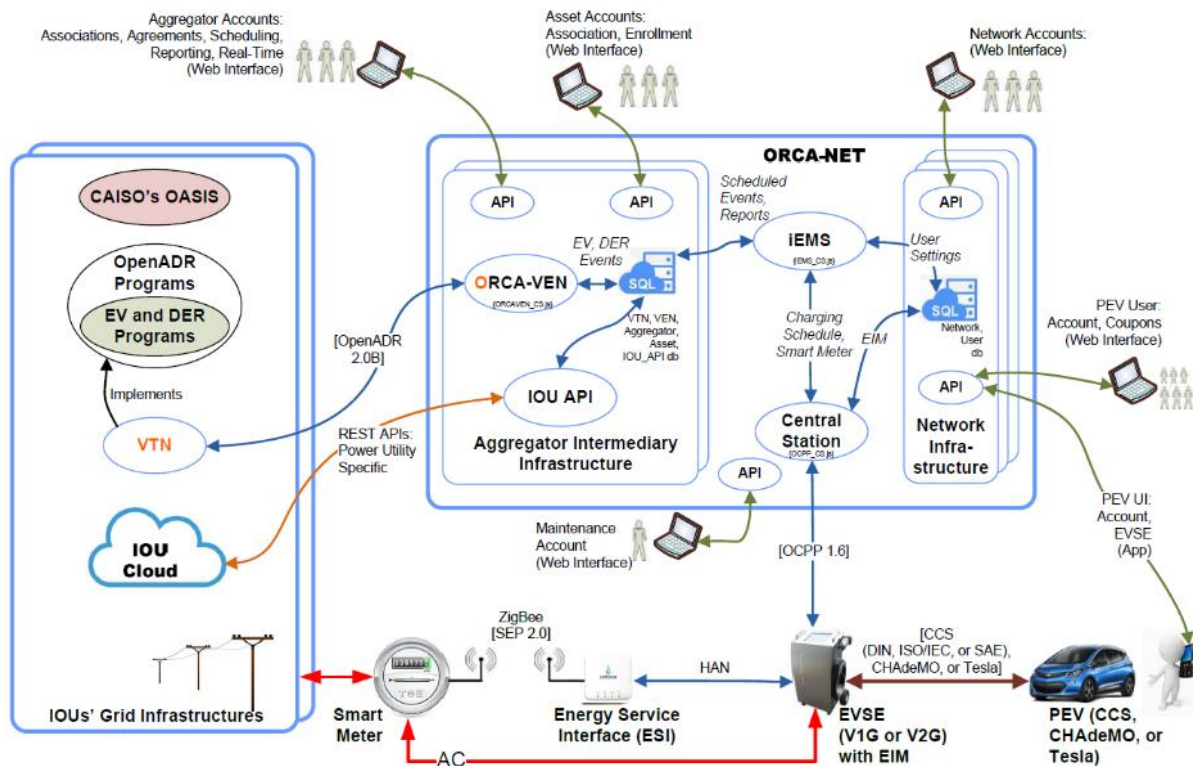 Aggregator Accounts:
Associations, Agreements, Scheduling,
Reporting, Real-Time
(Web Interface)
Asset Accounts:
Association, Enrollment
(Web Interface)
Network Accounts:
(Web Interface)
ORCA-NET
CAISO's OASIS
OpenADR
Programs
EV and DER
Programs
Implements
VTN
IOU
Cloud
IOUs' Grid Infrastructures
[OpenADR
2.0B]
REST APIs:
Power Utility
Specific
API
API
ORCA-VEN
EV, DER
Events
SQL
VTN, VEN,
Aggregator,
Asset,
IOU_API db
IOU API
Aggregator Intermediary
Infrastructure
Scheduled
Events,
Reports
iEMS
[iEMS_CS.js]
User
Settings
Charging
Schedule,
Smart Meter
EIM
Central
Station
[OCPP_CS.js]
API
API
SQL
Network,
User
db
API
Network
Infra-
structure
PEV User:
Account, Coupons
(Web Interface)
PEV UI:
Account,
EVSE
(App)
Maintenance
Account
(Web Interface)
[OCPP 1.6]
ZigBee
[SEP 2.0]
HAN
[CCS
(DIN, ISO/IEC, or SAE),
CHAdeMO, or Tesla]
Smart
Meter
Energy Service
Interface (ESI)
EVSE
(V1G or V2G)
with EIM
PEV (CCS,
CHAdeMO, or
Tesla)
AC